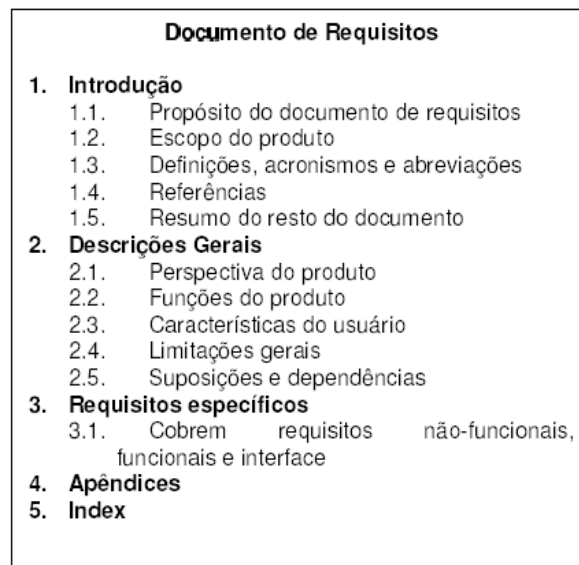 Documento de Requisitos
1. Introdução
1.1. Propósito do documento de requisitos
1.2. Escopo do produto
1.3. Definições, acronismos e abreviações
1.4. Referências
1.5. Resumo do resto do documento
2. Descrições Gerais
2.1. Perspectiva do produto
2.2. Funções do produto
2.3. Características do usuário
2.4. Limitações gerais
2.5. Suposições e dependências
3. Requisitos específicos
3.1. Cobrem requisitos não-funcionais,
funcionais e interface
4. Apêndices
5. Index